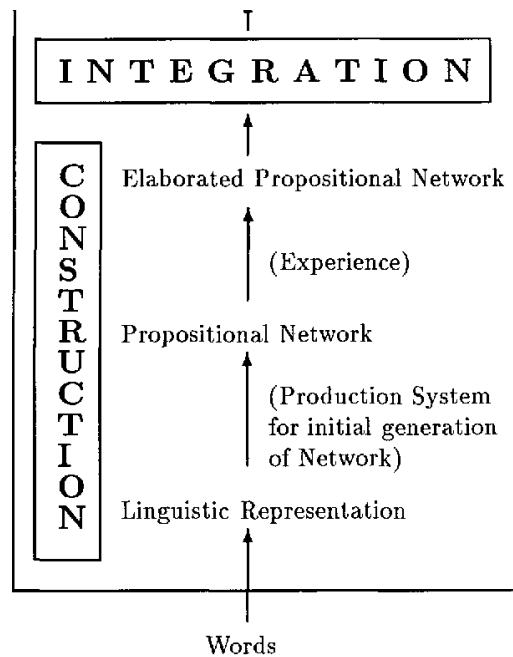 INTEGRATION
CONSTRUCTION
Elaborated Propositional Network
(Experience)
Propositional Network
(Production System
for initial generation
of Network)
Linguistic Representation
Words